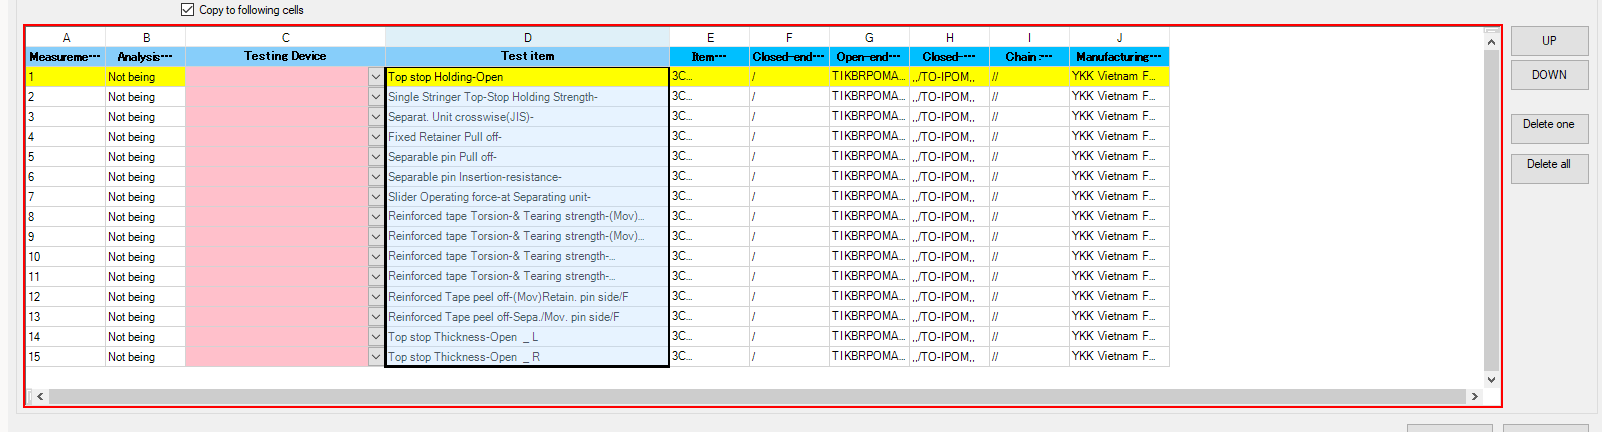 Copy to following cells
A B C D E F G H I J
Measureme--- Analysis--- Testing Device Test item Item--- Closed-end--- Open-end--- Closed---- Chain :--- Manufacturing---
1 Not being Top stop Holding-Open 3C... / TIKBRPOMA... ,,/TO-IPOM,, // YKK Vietnam F...
2 Not being Single Stringer Top-Stop Holding Strength- 3C... / TIKBRPOMA... ,,/TO-IPOM,, // YKK Vietnam F...
3 Not being Separat. Unit crosswise(JIS)- 3C... / TIKBRPOMA... ,,/TO-IPOM,, // YKK Vietnam F...
4 Not being Fixed Retainer Pull off- 3C... / TIKBRPOMA... ,,/TO-IPOM,, // YKK Vietnam F...
5 Not being Separable pin Pull off- 3C... / TIKBRPOMA... ,,/TO-IPOM,, // YKK Vietnam F...
6 Not being Separable pin Insertion-resistance- 3C... / TIKBRPOMA... ,,/TO-IPOM,, // YKK Vietnam F...
7 Not being Slider Operating force-at Separating unit- 3C... / TIKBRPOMA... ,,/TO-IPOM,, // YKK Vietnam F...
8 Not being Reinforced tape Torsion-& Tearing strength-(Mov)... 3C... / TIKBRPOMA... ,,/TO-IPOM,, // YKK Vietnam F...
9 Not being Reinforced tape Torsion-& Tearing strength-(Mov)... 3C... / TIKBRPOMA... ,,/TO-IPOM,, // YKK Vietnam F...
10 Not being Reinforced tape Torsion-& Tearing strength-... 3C... / TIKBRPOMA... ,,/TO-IPOM,, // YKK Vietnam F...
11 Not being Reinforced tape Torsion-& Tearing strength-... 3C... / TIKBRPOMA... ,,/TO-IPOM,, // YKK Vietnam F...
12 Not being Reinforced Tape peel off-(Mov)Retain. pin side/F 3C... / TIKBRPOMA... ,,/TO-IPOM,, // YKK Vietnam F...
13 Not being Reinforced Tape peel off-Sepa./Mov. pin side/F 3C... / TIKBRPOMA... ,,/TO-IPOM,, // YKK Vietnam F...
14 Not being Top stop Thickness-Open _ L 3C... / TIKBRPOMA... ,,/TO-IPOM,, // YKK Vietnam F...
15 Not being Top stop Thickness-Open _ R 3C... / TIKBRPOMA... ,,/TO-IPOM,, // YKK Vietnam F...
UP
DOWN
Delete one
Delete all